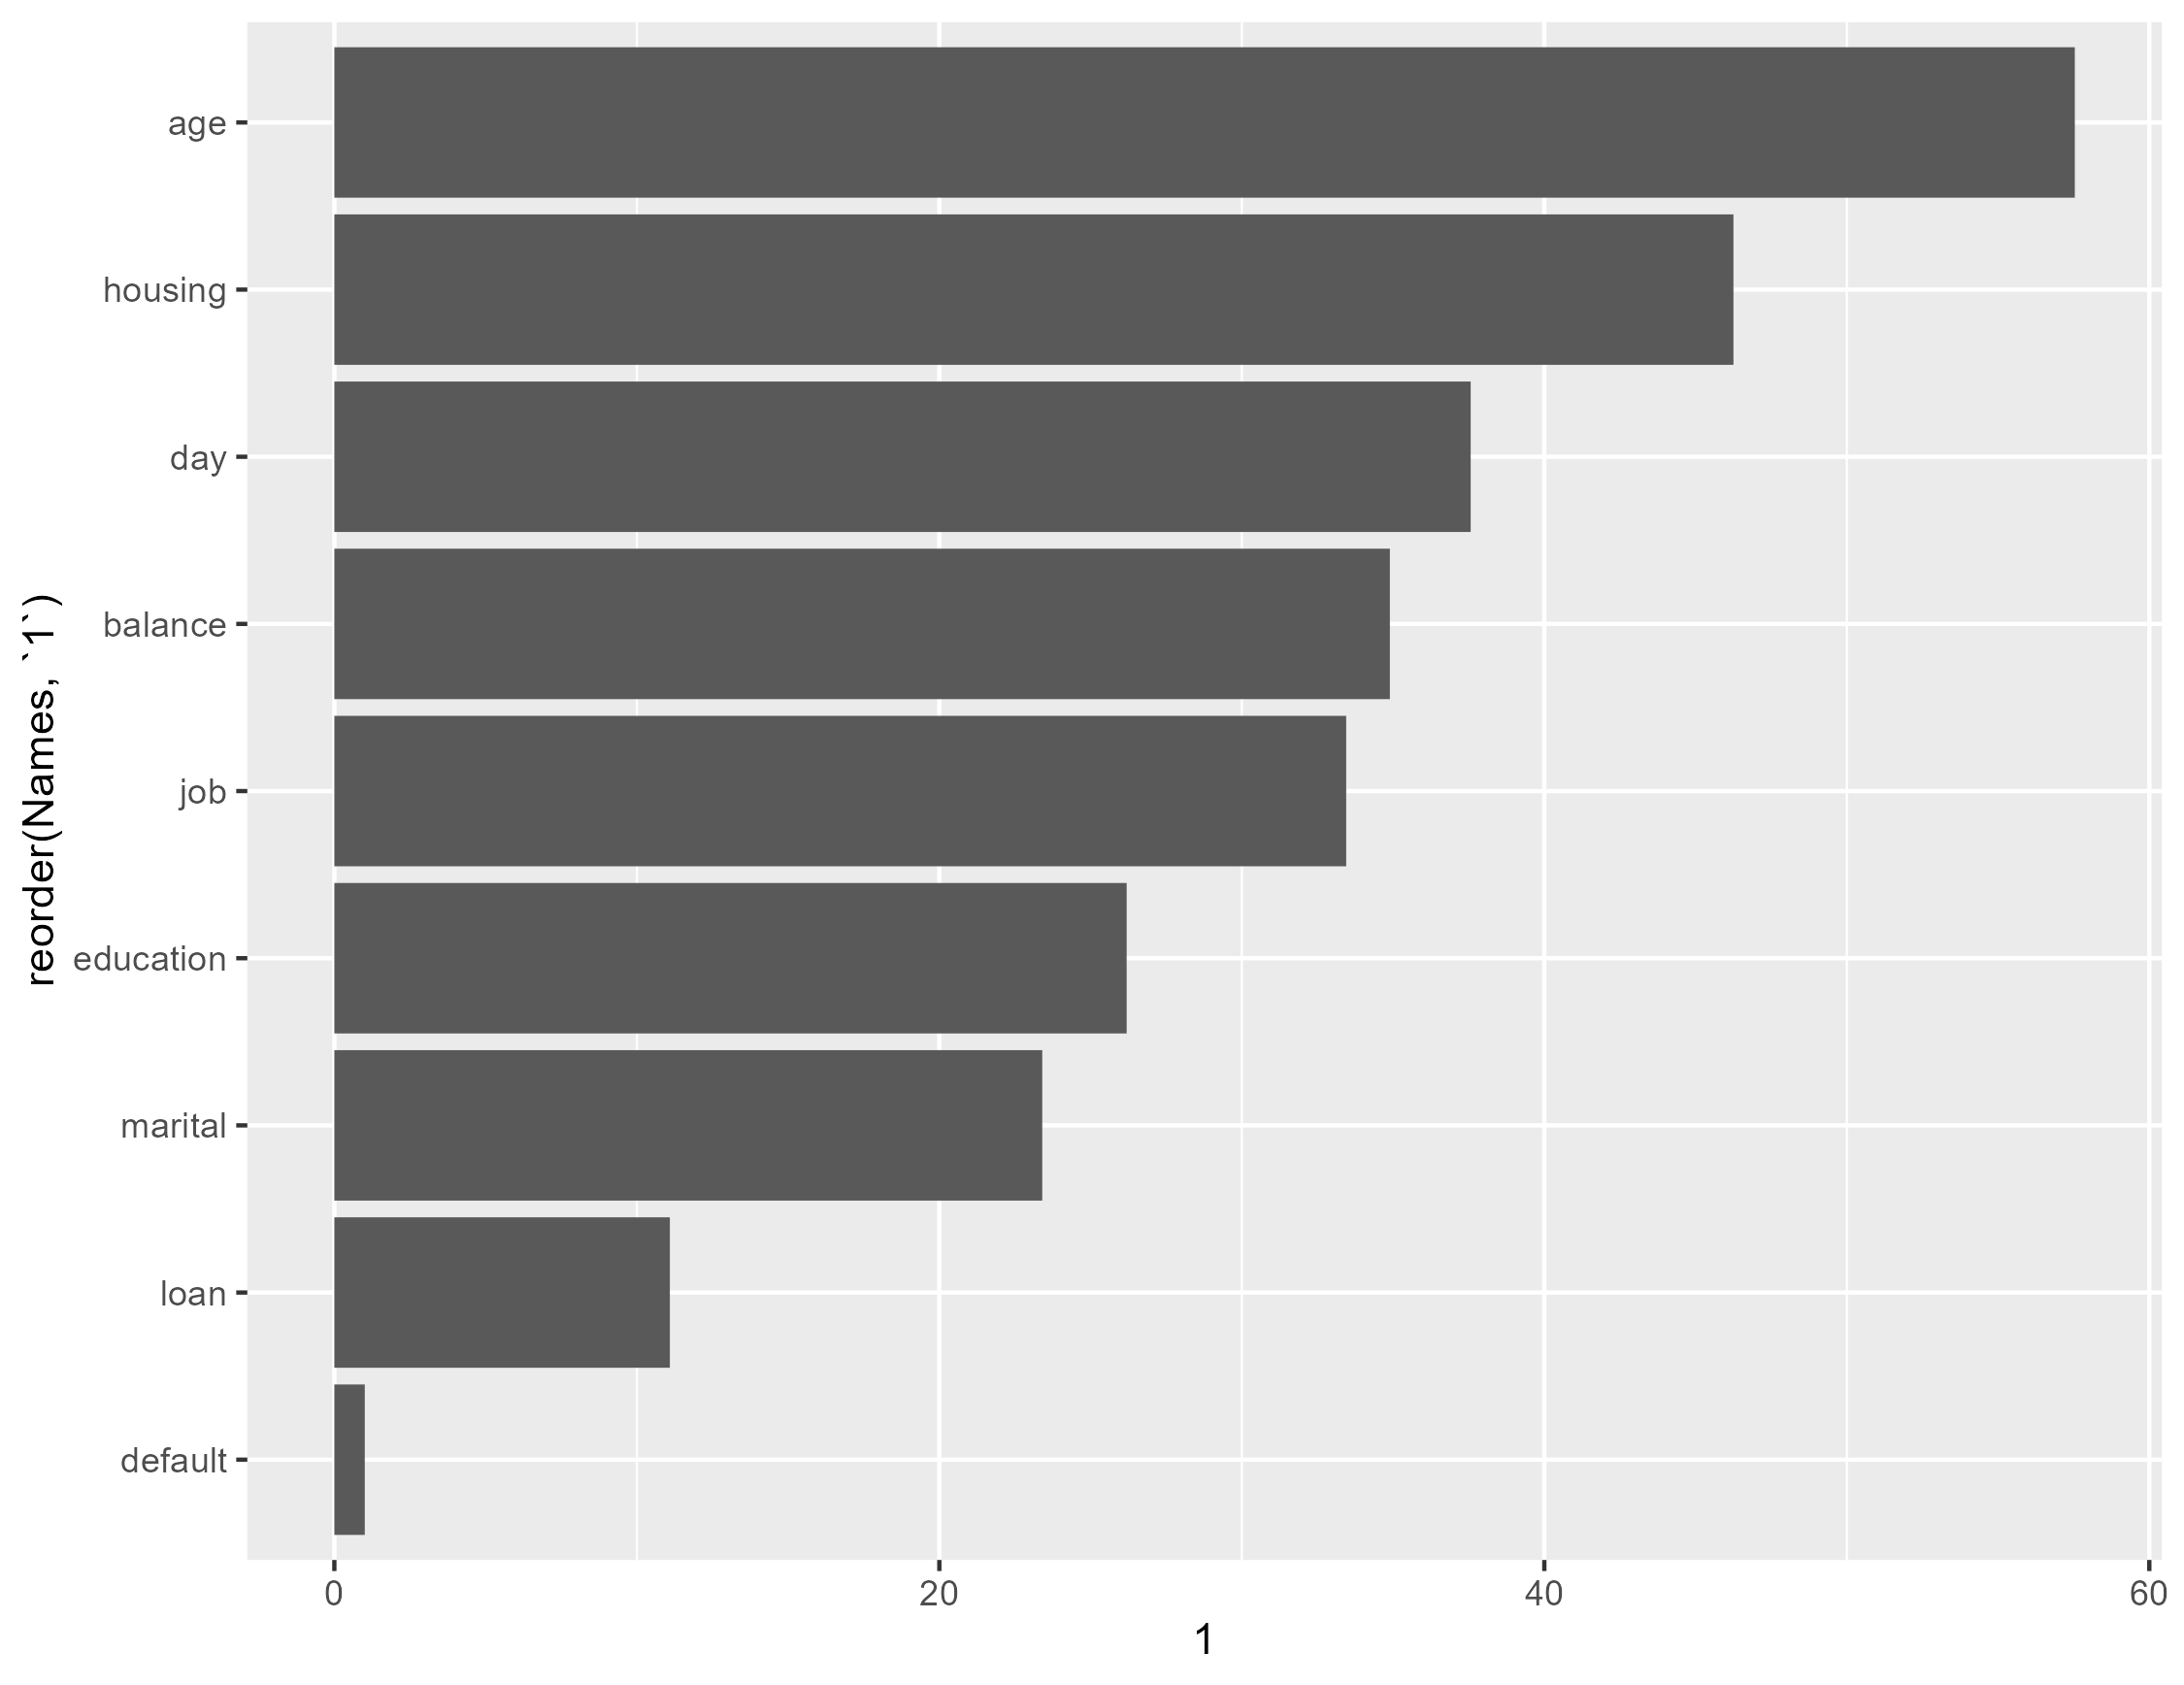 reorder(Names, `1`)
age
housing
day
balance
job
education
marital
loan
default
0 20 40 60
1